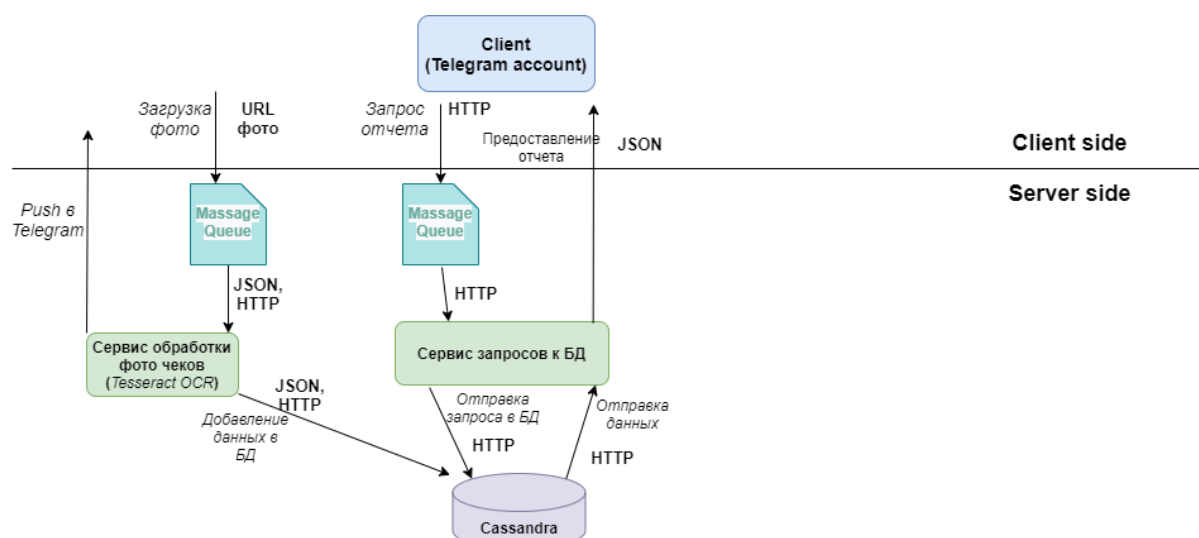 Client
(Telegram account)
Загрузка
фото
URL
фото
Запрос
отчета
HTTP
Предоставление
отчета
JSON
Client side
Server side
Push в
Telegram
Massage
Queue
Massage
Queue
JSON,
HTTP
HTTP
Сервис обработки
фото чеков
(Tesseract OCR)
Сервис запросов к БД
JSON,
HTTP
Добавление
данных в
БД
Отправка
запроса в БД
HTTP
Отправка
данных
HTTP
Cassandra